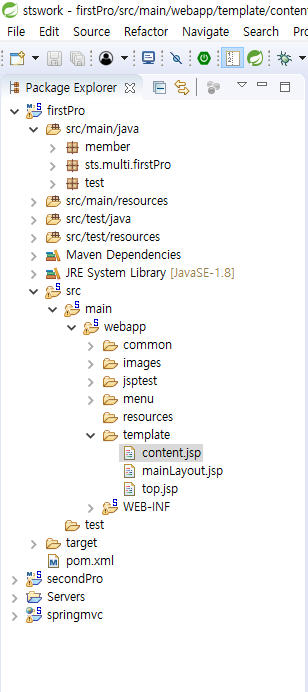 stswork - firstPro/src/main/webapp/template/conten
File Edit Source Refactor Navigate Search Project
Package Explorer
firstPro
src/main/java
member
sts.multi.firstPro
test
src/main/resources
src/test/java
src/test/resources
Maven Dependencies
JRE System Library [JavaSE-1.8]
src
main
webapp
common
images
jsptest
menu
resources
template
content.jsp
mainLayout.jsp
top.jsp
WEB-INF
test
target
pom.xml
secondPro
Servers
springmvc